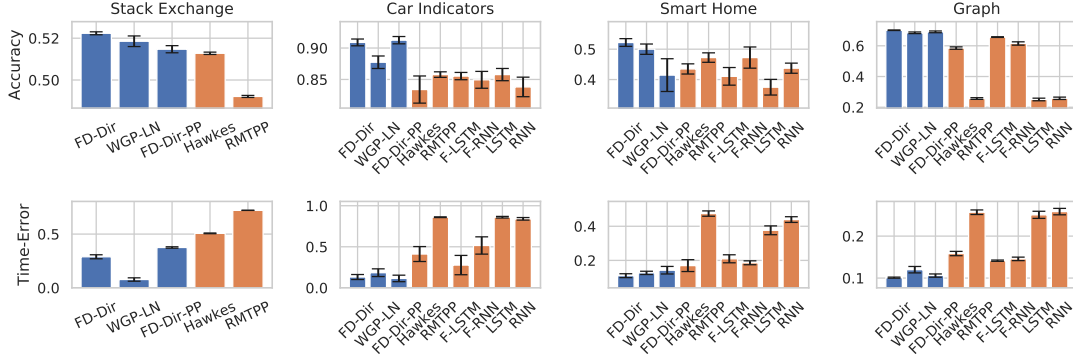 Stack Exchange
Car Indicators
Smart Home
Graph
Accuracy
0.52
0.50
FD-Dir
WGP-LN
FD-Dir-PP
Hawkes
RMTPP
0.90
0.85
FD-Dir
WGP-LN
FD-Dir-PP
Hawkes
RMTPP
F-LSTM
F-RNN
LSTM
RNN
0.5
0.4
FD-Dir
WGP-LN
FD-Dir-PP
Hawkes
RMTPP
F-LSTM
F-RNN
LSTM
RNN
0.6
0.4
0.2
FD-Dir
WGP-LN
FD-Dir-PP
Hawkes
RMTPP
F-LSTM
F-RNN
LSTM
RNN
Time-Error
0.5
0.0
FD-Dir
WGP-LN
FD-Dir-PP
Hawkes
RMTPP
1.0
0.5
0.0
FD-Dir
WGP-LN
FD-Dir-PP
Hawkes
RMTPP
F-LSTM
F-RNN
LSTM
RNN
0.4
0.2
FD-Dir
WGP-LN
FD-Dir-PP
Hawkes
RMTPP
F-LSTM
F-RNN
LSTM
RNN
0.2
0.1
FD-Dir
WGP-LN
FD-Dir-PP
Hawkes
RMTPP
F-LSTM
F-RNN
LSTM
RNN